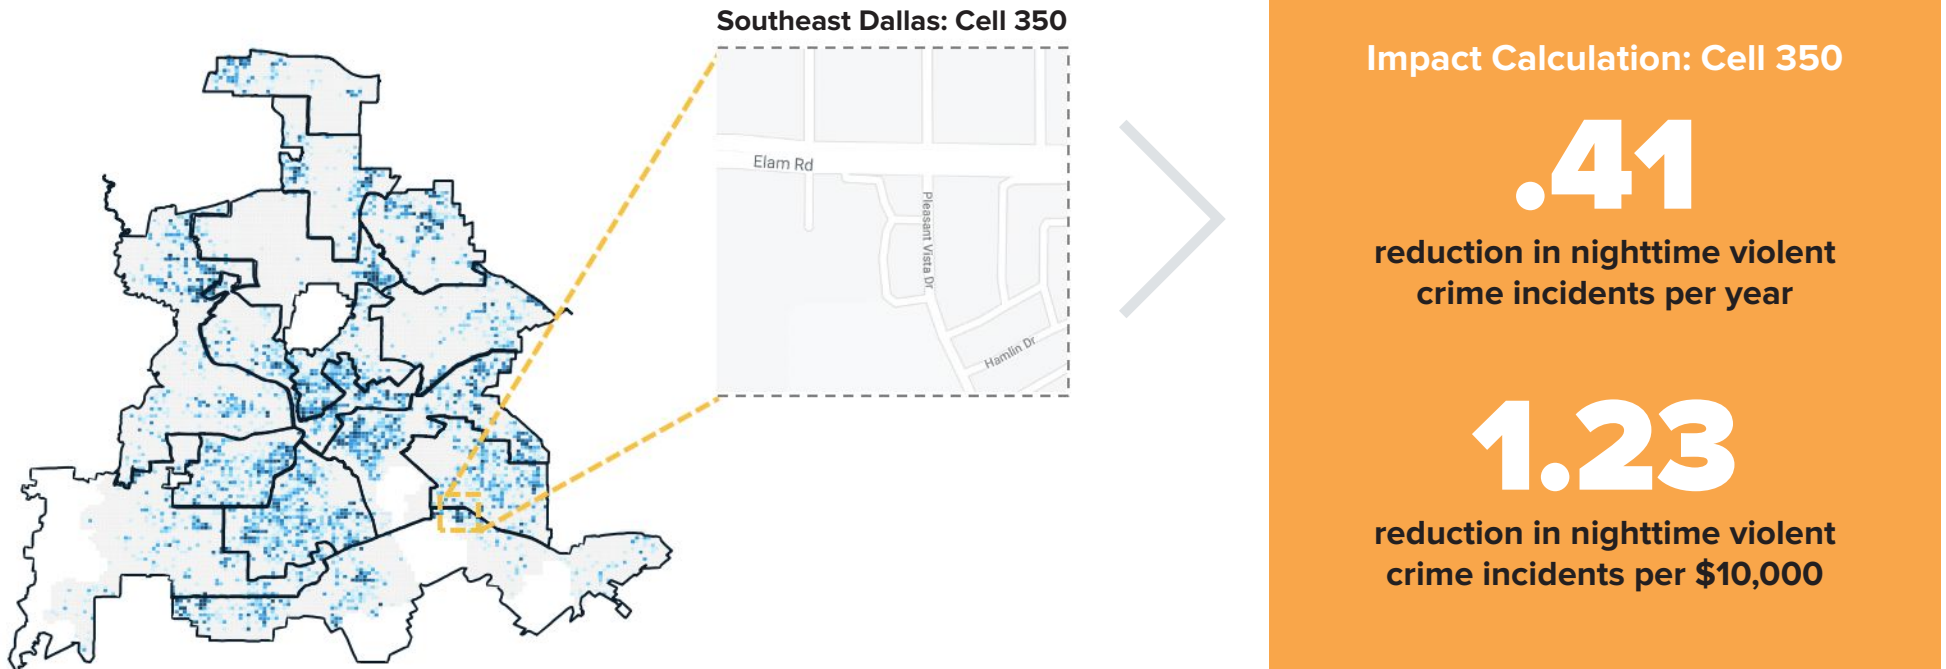 Southeast Dallas: Cell 350
Elam Rd
Pleasant Vista Dr
Hamlin Dr
Impact Calculation: Cell 350
.41
reduction in nighttime violent
crime incidents per year
1.23
reduction in nighttime violent
crime incidents per $10,000